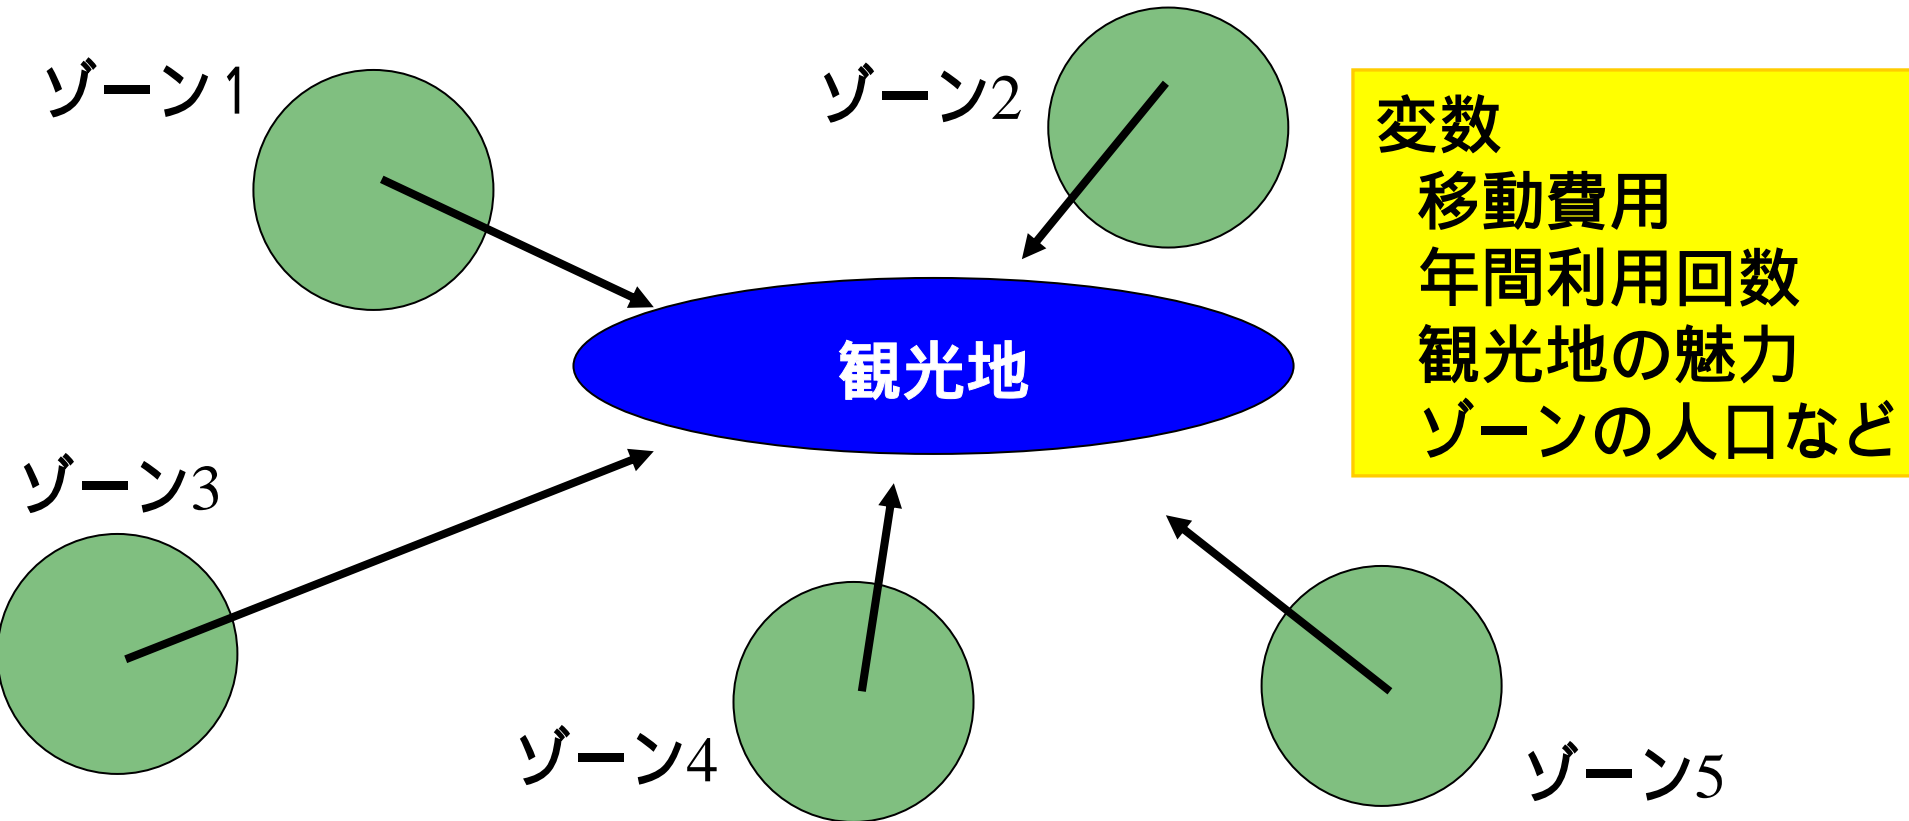 ゾーン1
ゾーン2
変数
移動費用
年間利用回数
観光地の魅力
ゾーンの人口など
観光地
ゾーン3
ゾーン4
ゾーン5